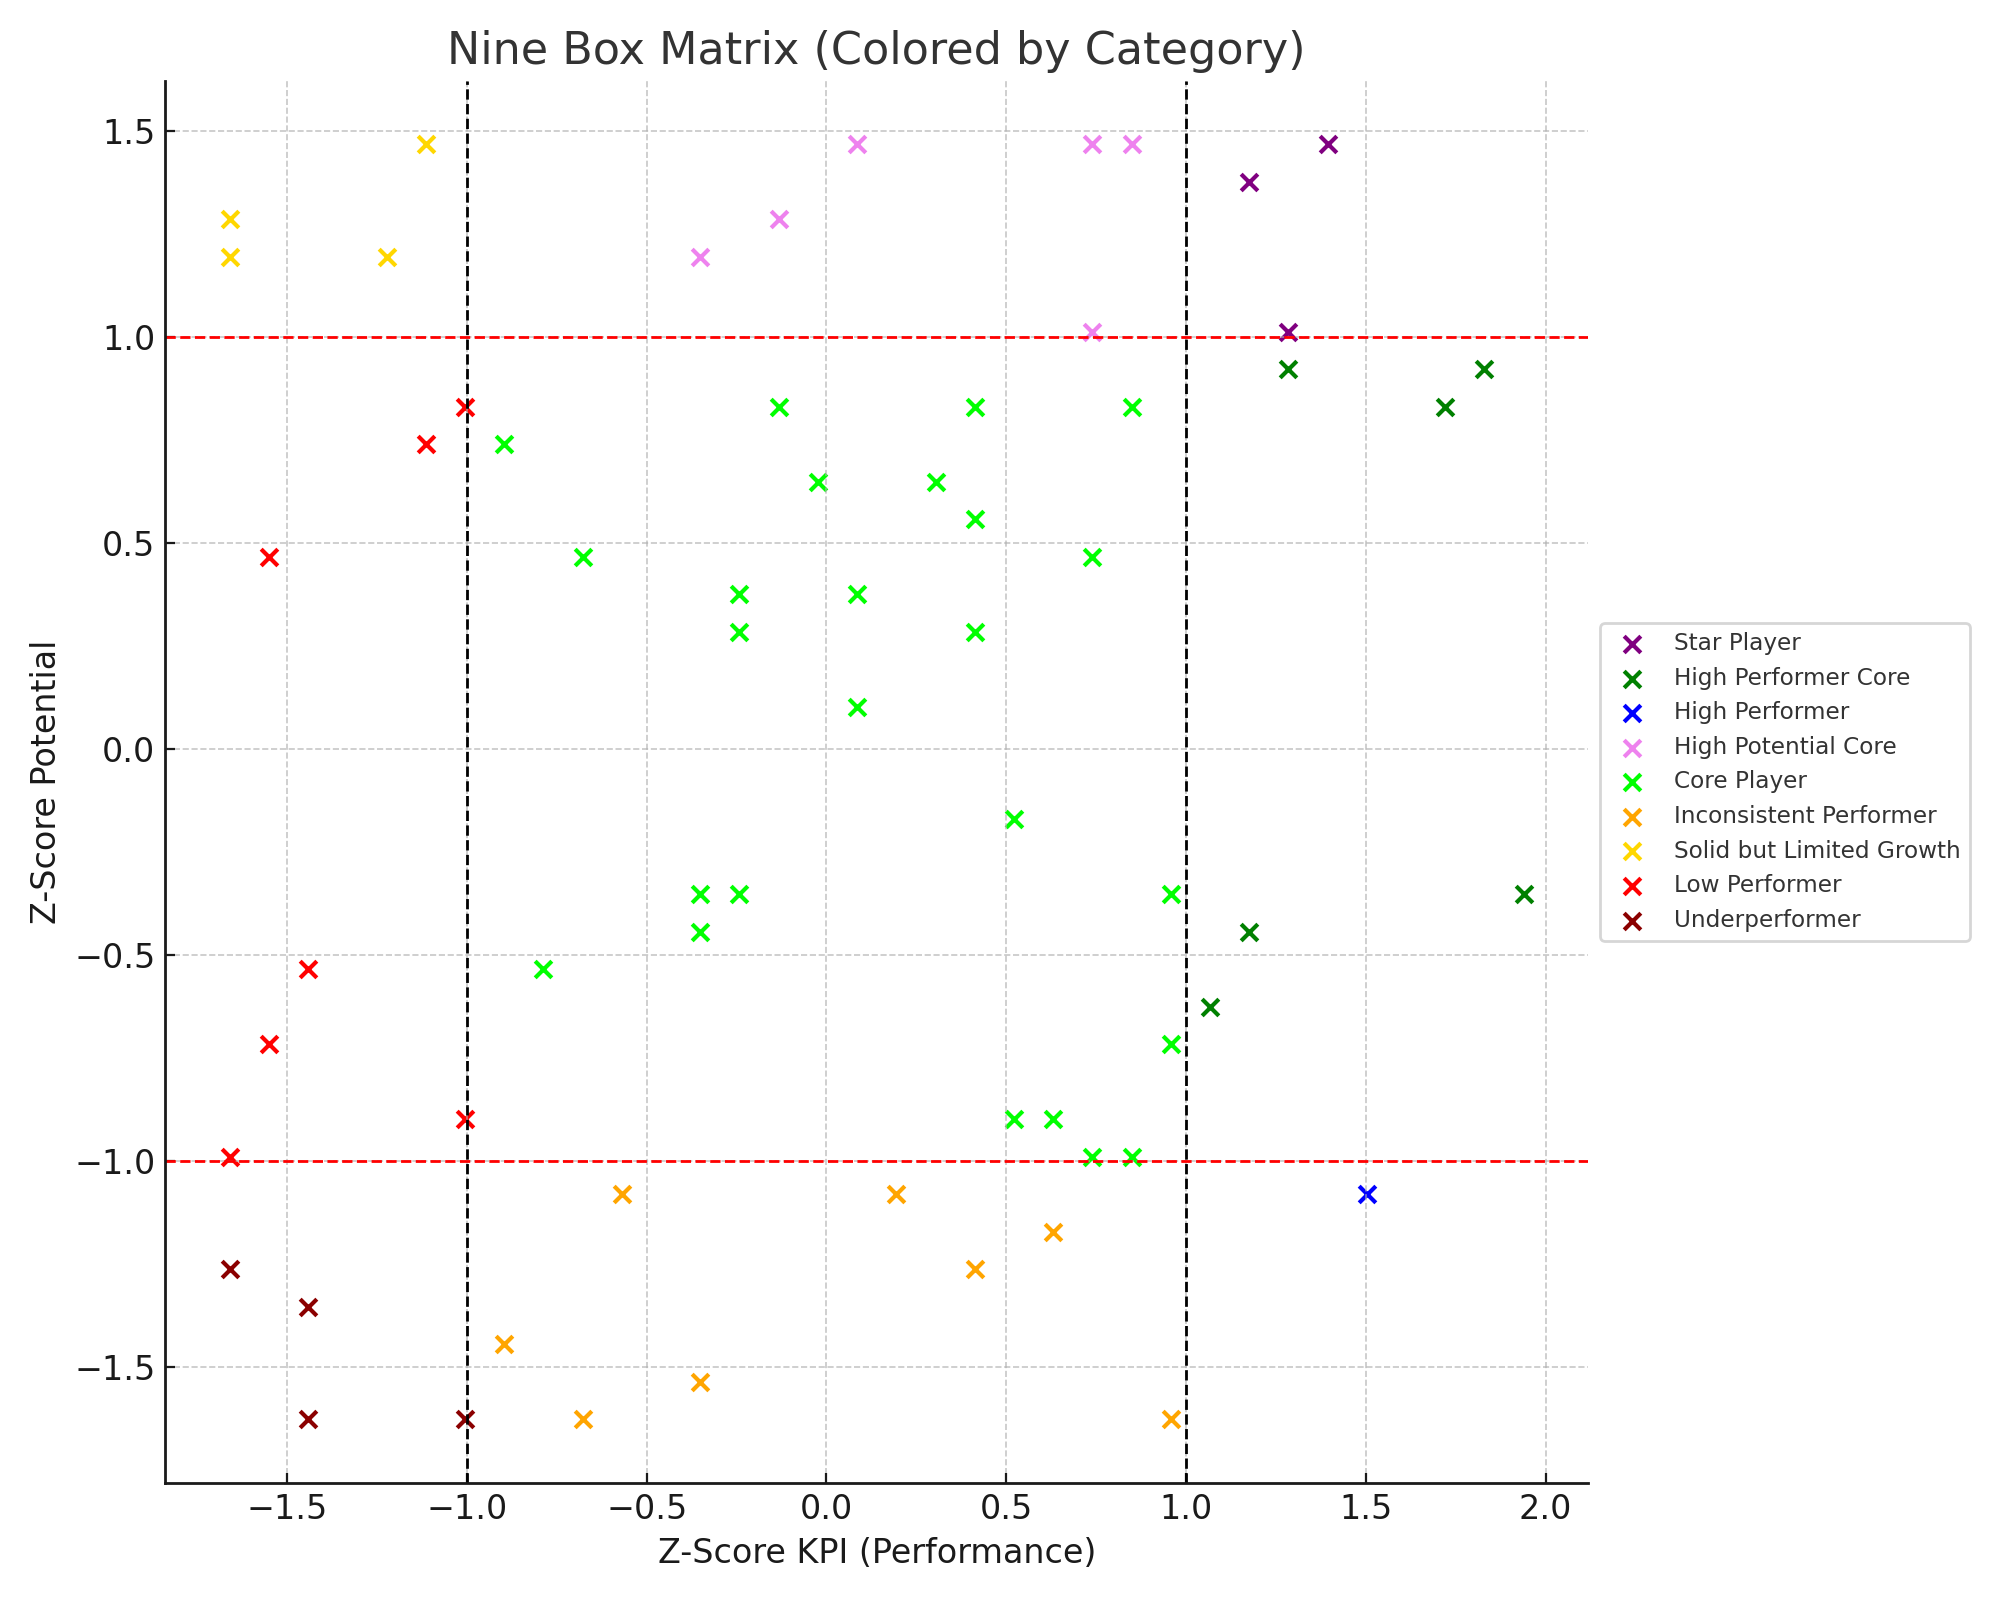 Nine Box Matrix (Colored by Category)
1.5
1.0
0.5
0.0
−0.5
−1.0
−1.5
Z-Score Potential
−1.5
−1.0
−0.5
0.0
0.5
1.0
1.5
2.0
Z-Score KPI (Performance)
Star Player
High Performer Core
High Performer
High Potential Core
Core Player
Inconsistent Performer
Solid but Limited Growth
Low Performer
Underperformer